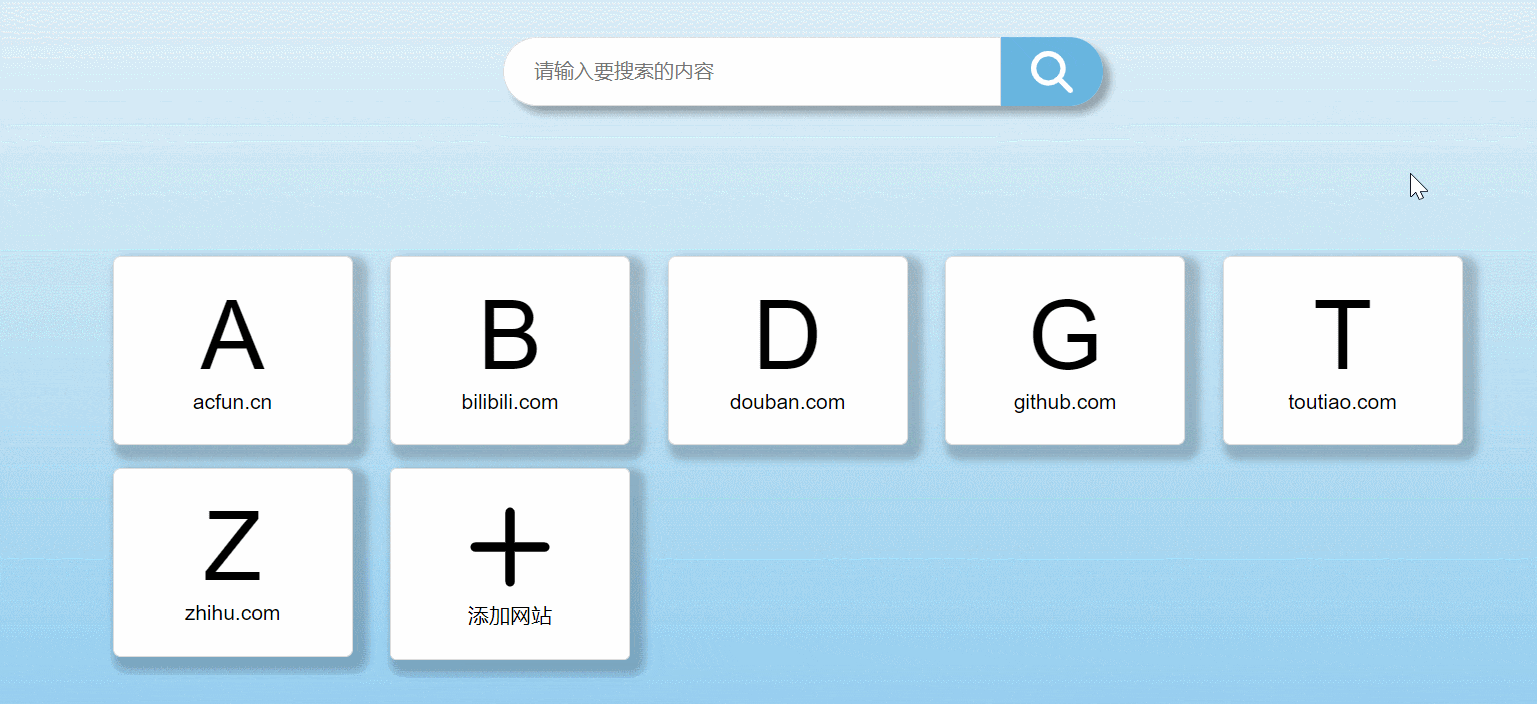 请输入要搜索的内容
A
acfun.cn
B
bilibili.com
D
douban.com
G
github.com
T
toutiao.com
Z
zhihu.com
添加网站